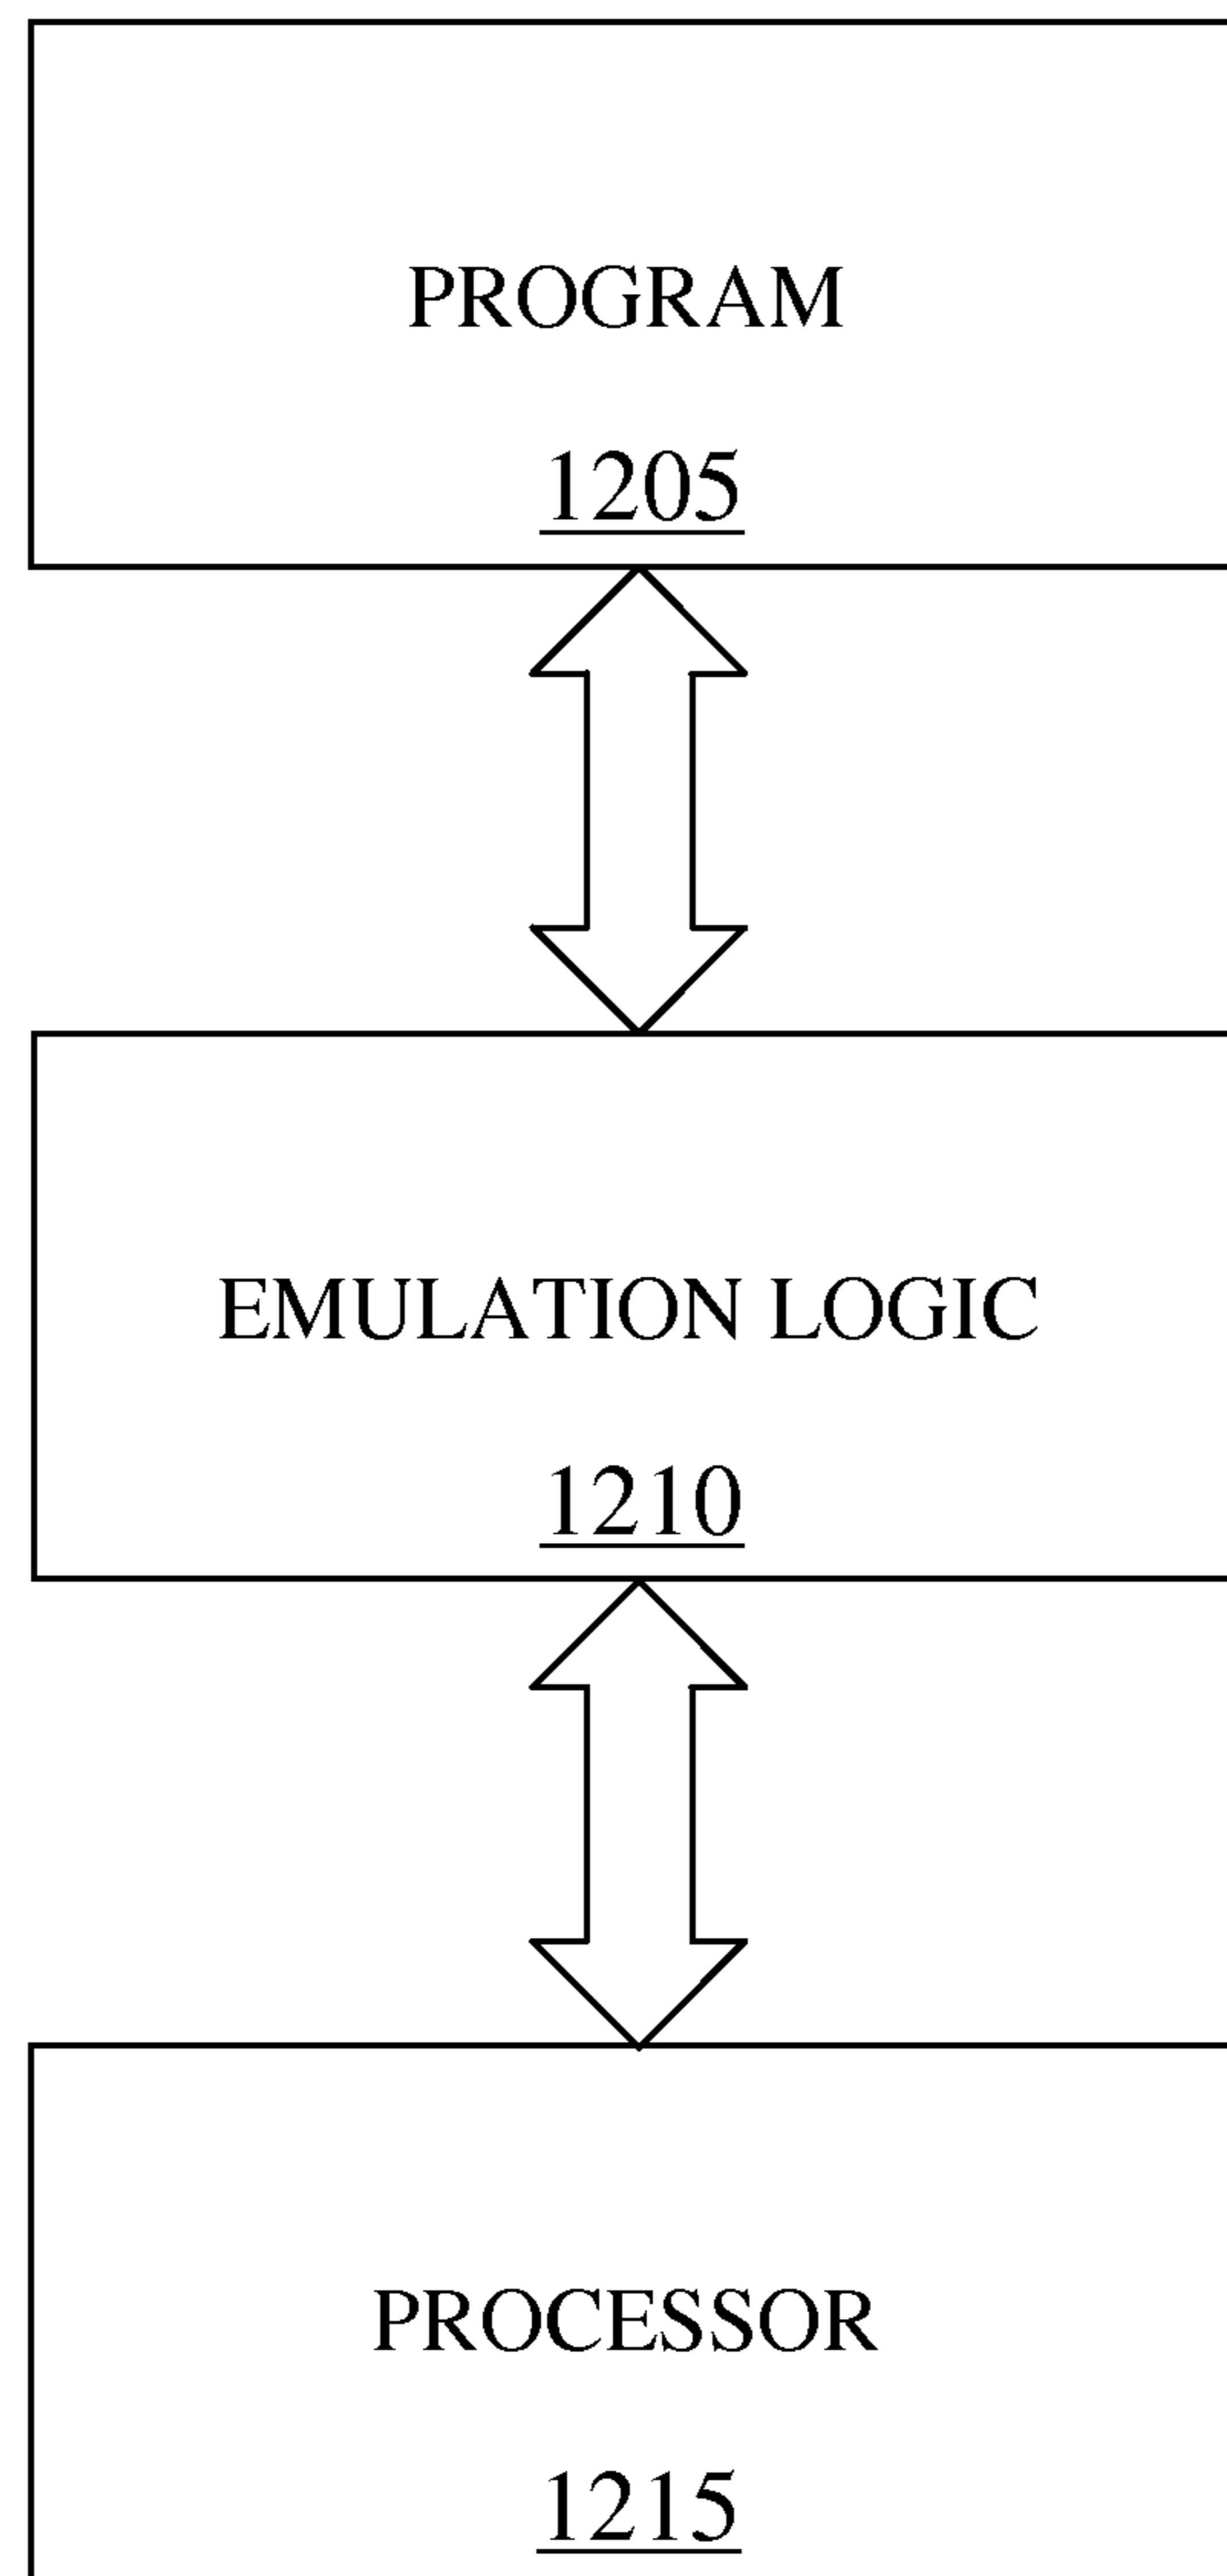 PROGRAM
1205
EMULATION LOGIC
1210
PROCESSOR
1215